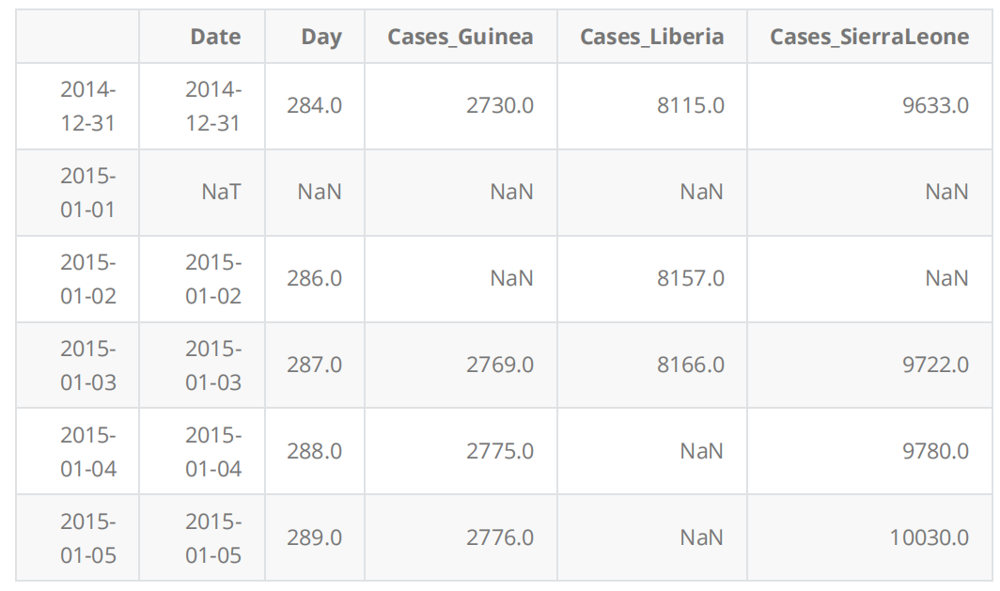 Date Day Cases_Guinea Cases_Liberia Cases_SierraLeone
2014- 2014-
12-31 12-31 284.0 2730.0 8115.0 9633.0
2015-
01-01 NaT NaN NaN NaN NaN
2015- 2015-
01-02 01-02 286.0 NaN 8157.0 NaN
2015- 2015-
01-03 01-03 287.0 2769.0 8166.0 9722.0
2015- 2015-
01-04 01-04 288.0 2775.0 NaN 9780.0
2015- 2015-
01-05 01-05 289.0 2776.0 NaN 10030.0